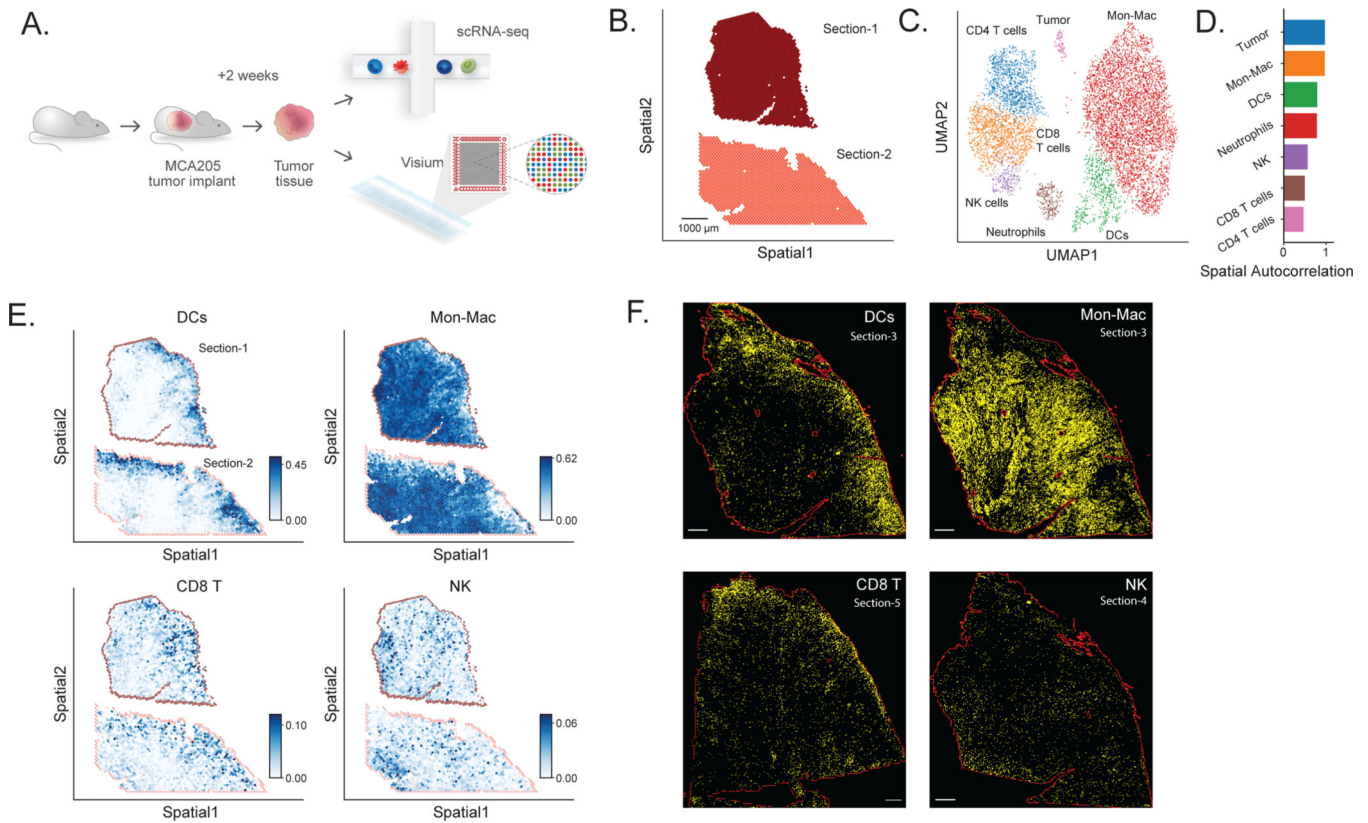 A.
scRNA-seq
+2 weeks
MCA205
tumor implant
Tumor
tissue
Visium
B.
Section-1
Section-2
1000 µm
Spatial2
Spatial1
C.
Tumor
Mon-Mac
CD4 T cells
CD8
T cells
NK cells
Neutrophils
DCs
UMAP2
UMAP1
D.
Tumor
Mon-Mac
DCs
Neutrophils
NK
CD8 T cells
CD4 T cells
0
1
Spatial Autocorrelation
E.
DCs
Section-1
Section-2
0.45
0.00
Spatial2
Spatial1
Mon-Mac
0.62
0.00
Spatial2
Spatial1
CD8 T
0.10
0.00
Spatial2
Spatial1
NK
0.06
0.00
Spatial2
Spatial1
F.
DCs
Section-3
Mon-Mac
Section-3
CD8 T
Section-5
NK
Section-4